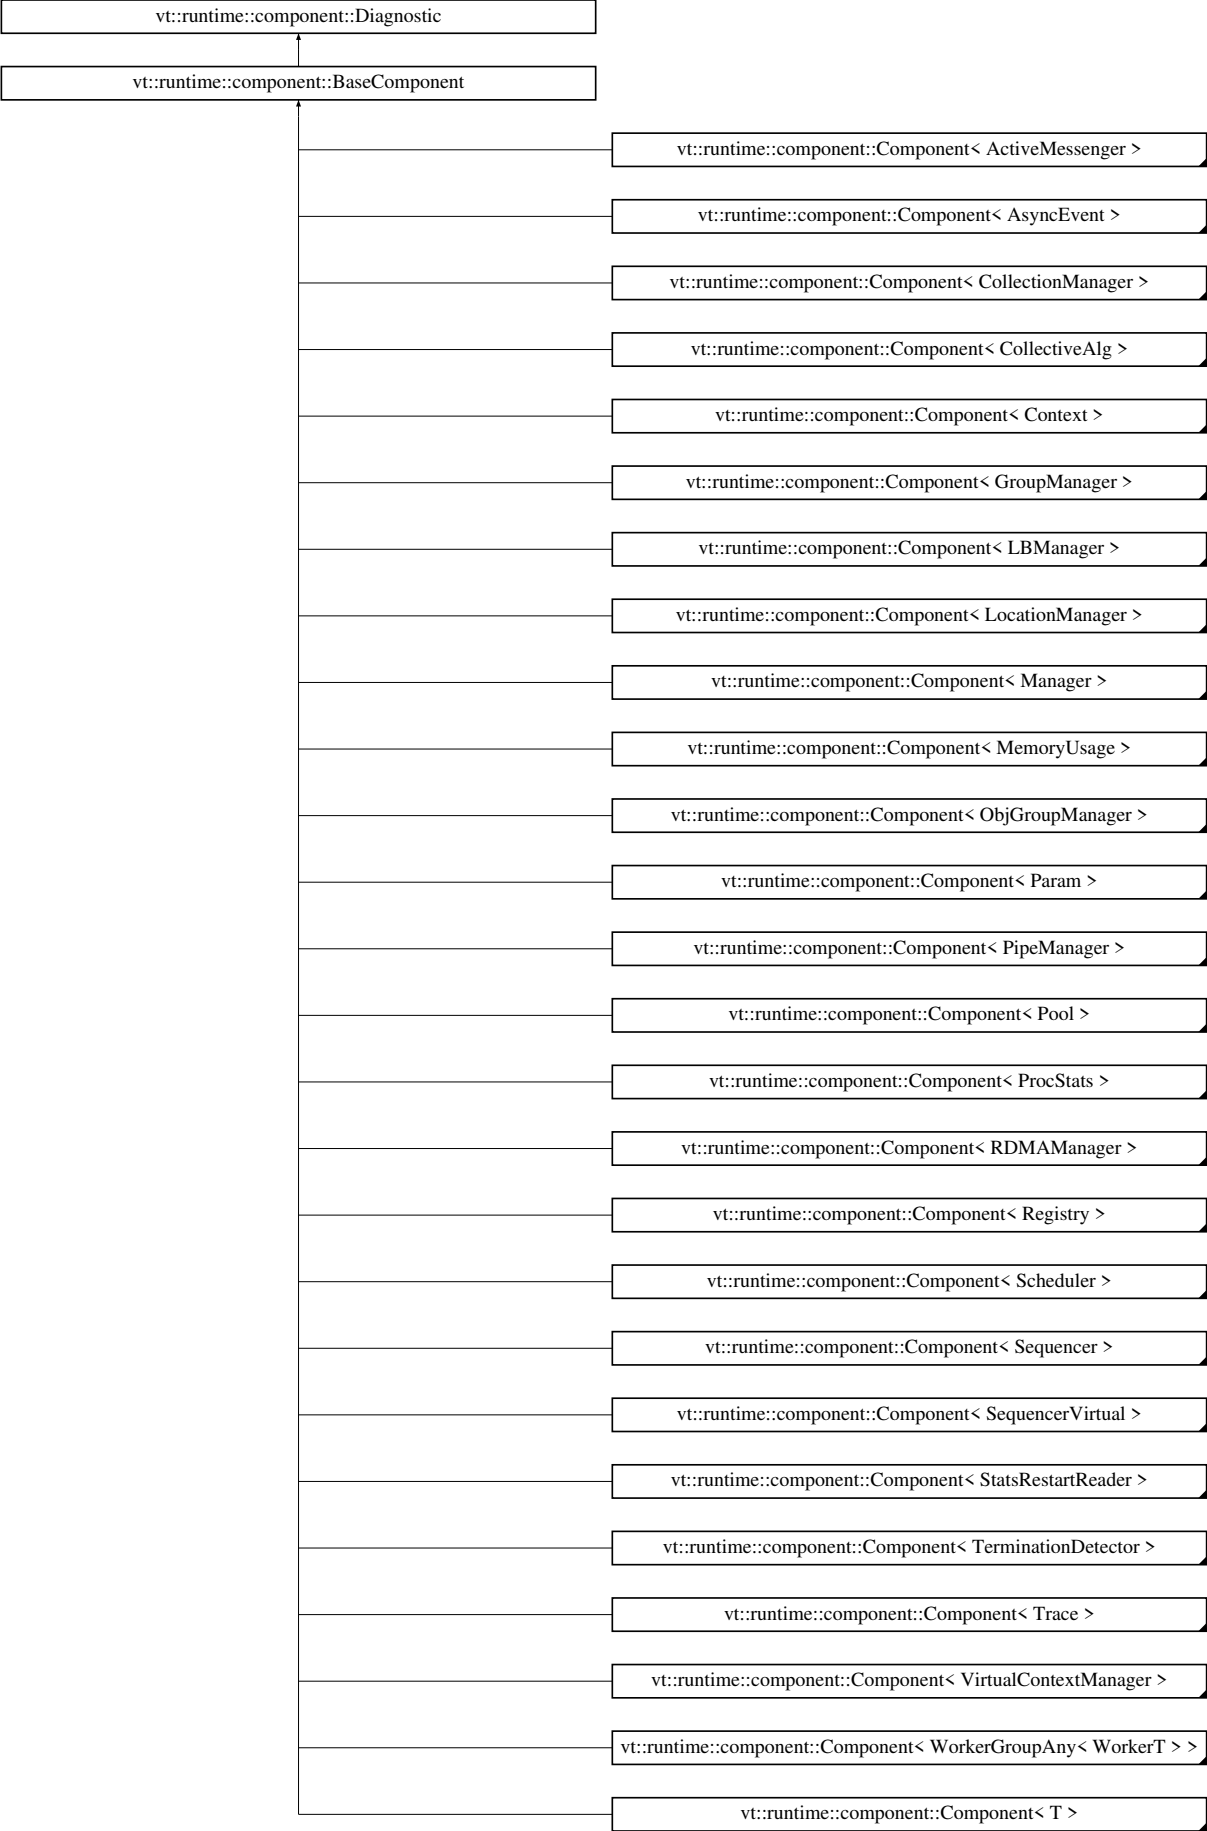 vt::runtime::component::Diagnostic
vt::runtime::component::BaseComponent
vt::runtime::component::Component< ActiveMessenger >
vt::runtime::component::Component< AsyncEvent >
vt::runtime::component::Component< CollectionManager >
vt::runtime::component::Component< CollectiveAlg >
vt::runtime::component::Component< Context >
vt::runtime::component::Component< GroupManager >
vt::runtime::component::Component< LBManager >
vt::runtime::component::Component< LocationManager >
vt::runtime::component::Component< Manager >
vt::runtime::component::Component< MemoryUsage >
vt::runtime::component::Component< ObjGroupManager >
vt::runtime::component::Component< Param >
vt::runtime::component::Component< PipeManager >
vt::runtime::component::Component< Pool >
vt::runtime::component::Component< ProcStats >
vt::runtime::component::Component< RDMAManager >
vt::runtime::component::Component< Registry >
vt::runtime::component::Component< Scheduler >
vt::runtime::component::Component< Sequencer >
vt::runtime::component::Component< SequencerVirtual >
vt::runtime::component::Component< StatsRestartReader >
vt::runtime::component::Component< TerminationDetector >
vt::runtime::component::Component< Trace >
vt::runtime::component::Component< VirtualContextManager >
vt::runtime::component::Component< WorkerGroupAny< WorkerT > >
vt::runtime::component::Component< T >